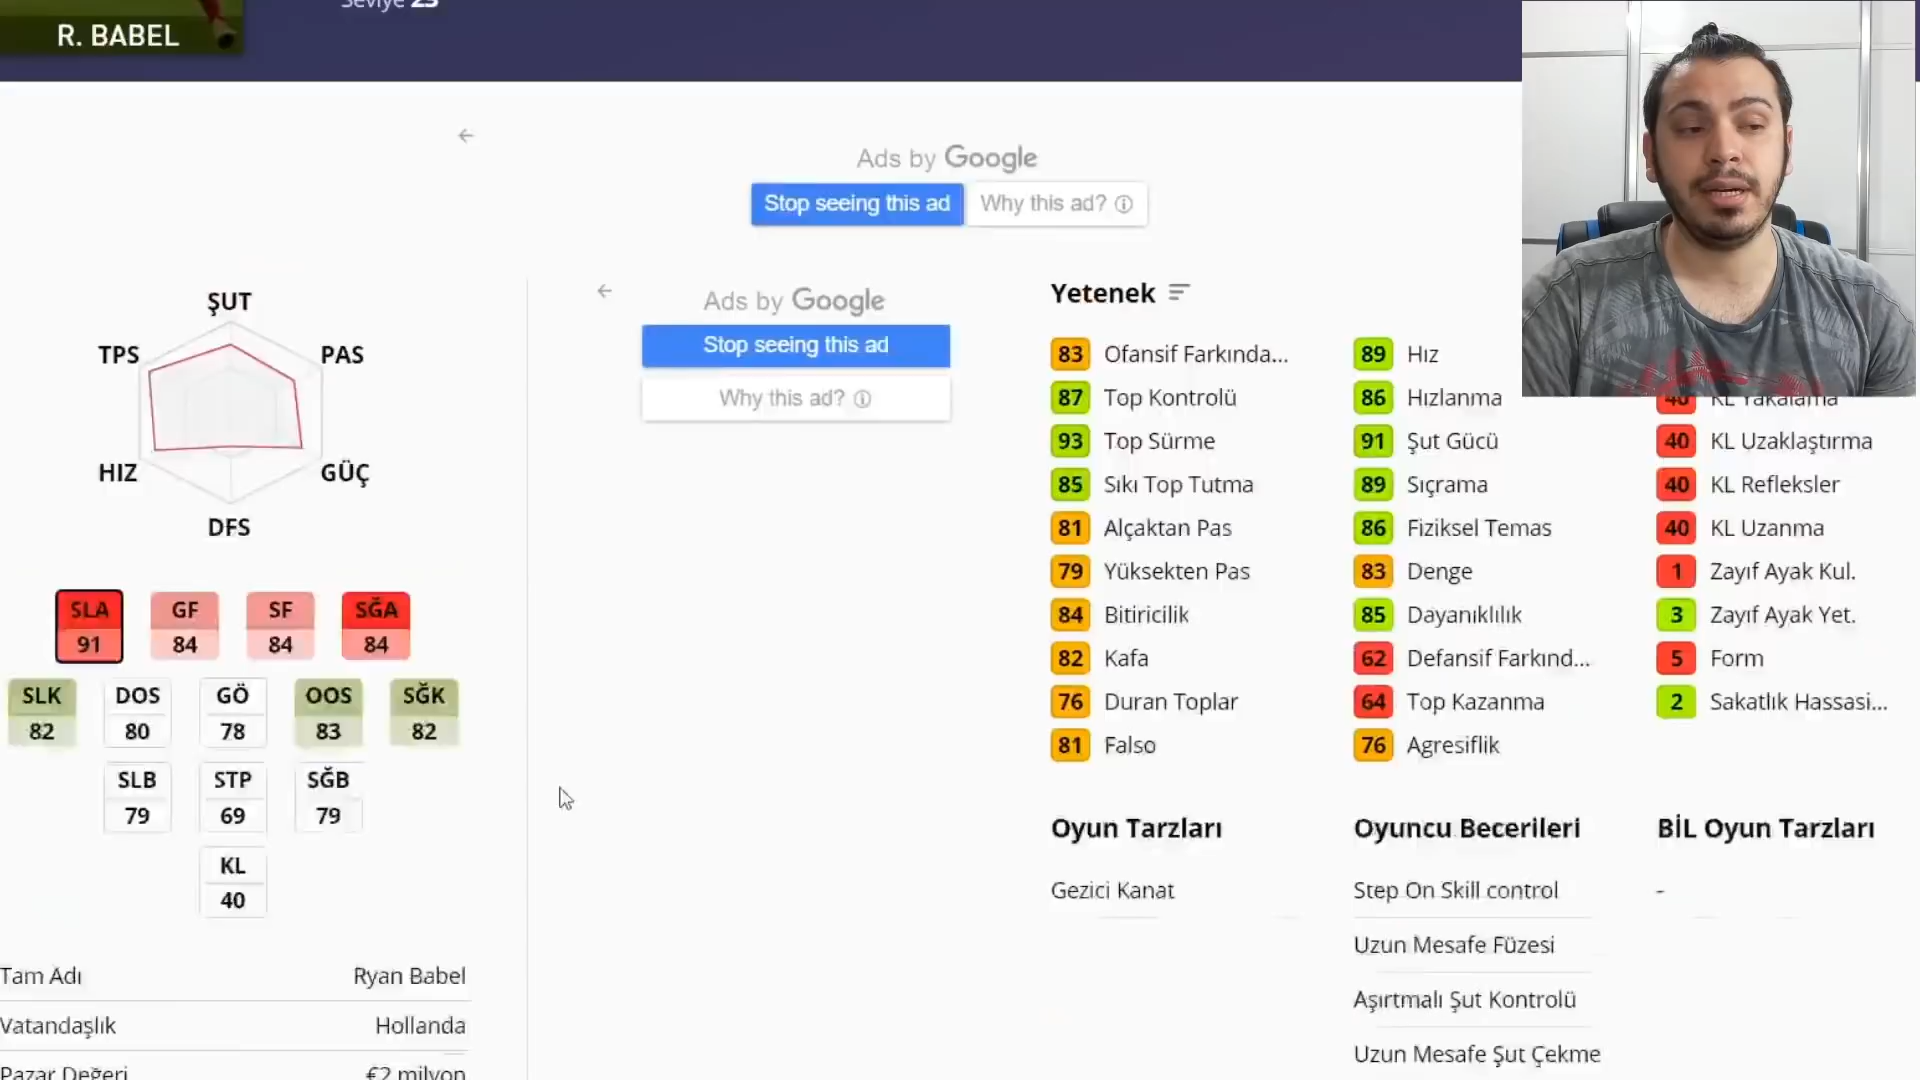 Seviye 23
R. BABEL
Ads by Google
Stop seeing this ad
Why this ad?
Ads by Google
Stop seeing this ad
Why this ad?
ŞUT
TPS
PAS
HIZ
GÜÇ
DFS
SLA
91
GF
84
SF
84
SĞA
84
SLK
82
DOS
80
GÖ
78
OOS
83
SĞK
82
SLB
79
STP
69
SĞB
79
KL
40
Tam Adı Ryan Babel
Vatandaşlık Hollanda
Pazar Değeri €2 milyon
Yetenek
83 Ofansif Farkında...
87 Top Kontrolü
93 Top Sürme
85 Sıkı Top Tutma
81 Alçaktan Pas
79 Yüksekten Pas
84 Bitiricilik
82 Kafa
76 Duran Toplar
81 Falso
89 Hız
86 Hızlanma
91 Şut Gücü
89 Sıçrama
86 Fiziksel Temas
83 Denge
85 Dayanıklılık
62 Defansif Farkınd...
64 Top Kazanma
76 Agresiflik
40 KL Yakalama
40 KL Uzaklaştırma
40 KL Refleksler
40 KL Uzanma
1 Zayıf Ayak Kul.
3 Zayıf Ayak Yet.
5 Form
2 Sakatlık Hassasi...
Oyun Tarzları
Gezici Kanat
Oyuncu Becerileri
Step On Skill control
Uzun Mesafe Füzesi
Aşırtmalı Şut Kontrolü
Uzun Mesafe Şut Çekme
BİL Oyun Tarzları
-